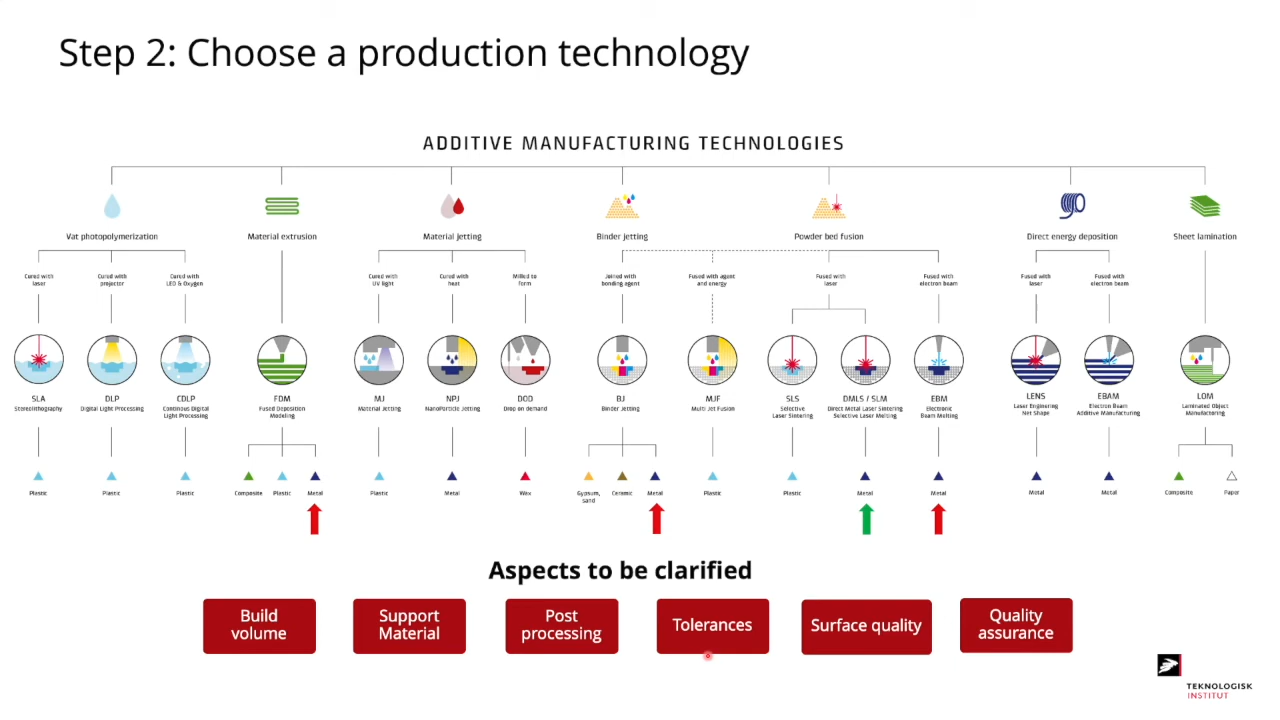 Step 2: Choose a production technology
ADDITIVE MANUFACTURING TECHNOLOGIES
Vat photopolymerization
Material extrusion
Material jetting
Binder jetting
Powder bed fusion
Direct energy deposition
Sheet lamination
Cured with
laser
Cured with
projector
Cured with
LED & Oxygen
Cured with
UV light
Cured with
heat
Milled to
form
Joined with
bonding agent
Fused with agent
and energy
Fused with
laser
Fused with
electron beam
Fused with
laser
Fused with
electron beam
SLA
Stereolithography
DLP
Digital Light Processing
CDLP
Continous Digital
Light Processing
FDM
Fused Deposition
Modeling
MJ
Material Jetting
NPJ
NanoParticle Jetting
DOD
Drop on demand
BJ
Binder Jetting
MJF
Multi Jet Fusion
SLS
Selective
Laser Sintering
DMLS / SLM
Direct Metal Laser Sintering
Selective Laser Melting
EBM
Electronic
Beam Melting
LENS
Laser Engineering
Net Shape
EBAM
Electron Beam
Additive Manufacturing
LOM
Laminated Object
Manufacturing
Plastic
Plastic
Plastic
Composite
Plastic
Metal
Plastic
Metal
Wax
Gypsum,
sand
Ceramic
Metal
Plastic
Plastic
Metal
Metal
Metal
Metal
Composite
Paper
Aspects to be clarified
Build
volume
Support
Material
Post
processing
Tolerances
Surface quality
Quality
assurance
TEKNOLOGISK
INSTITUT